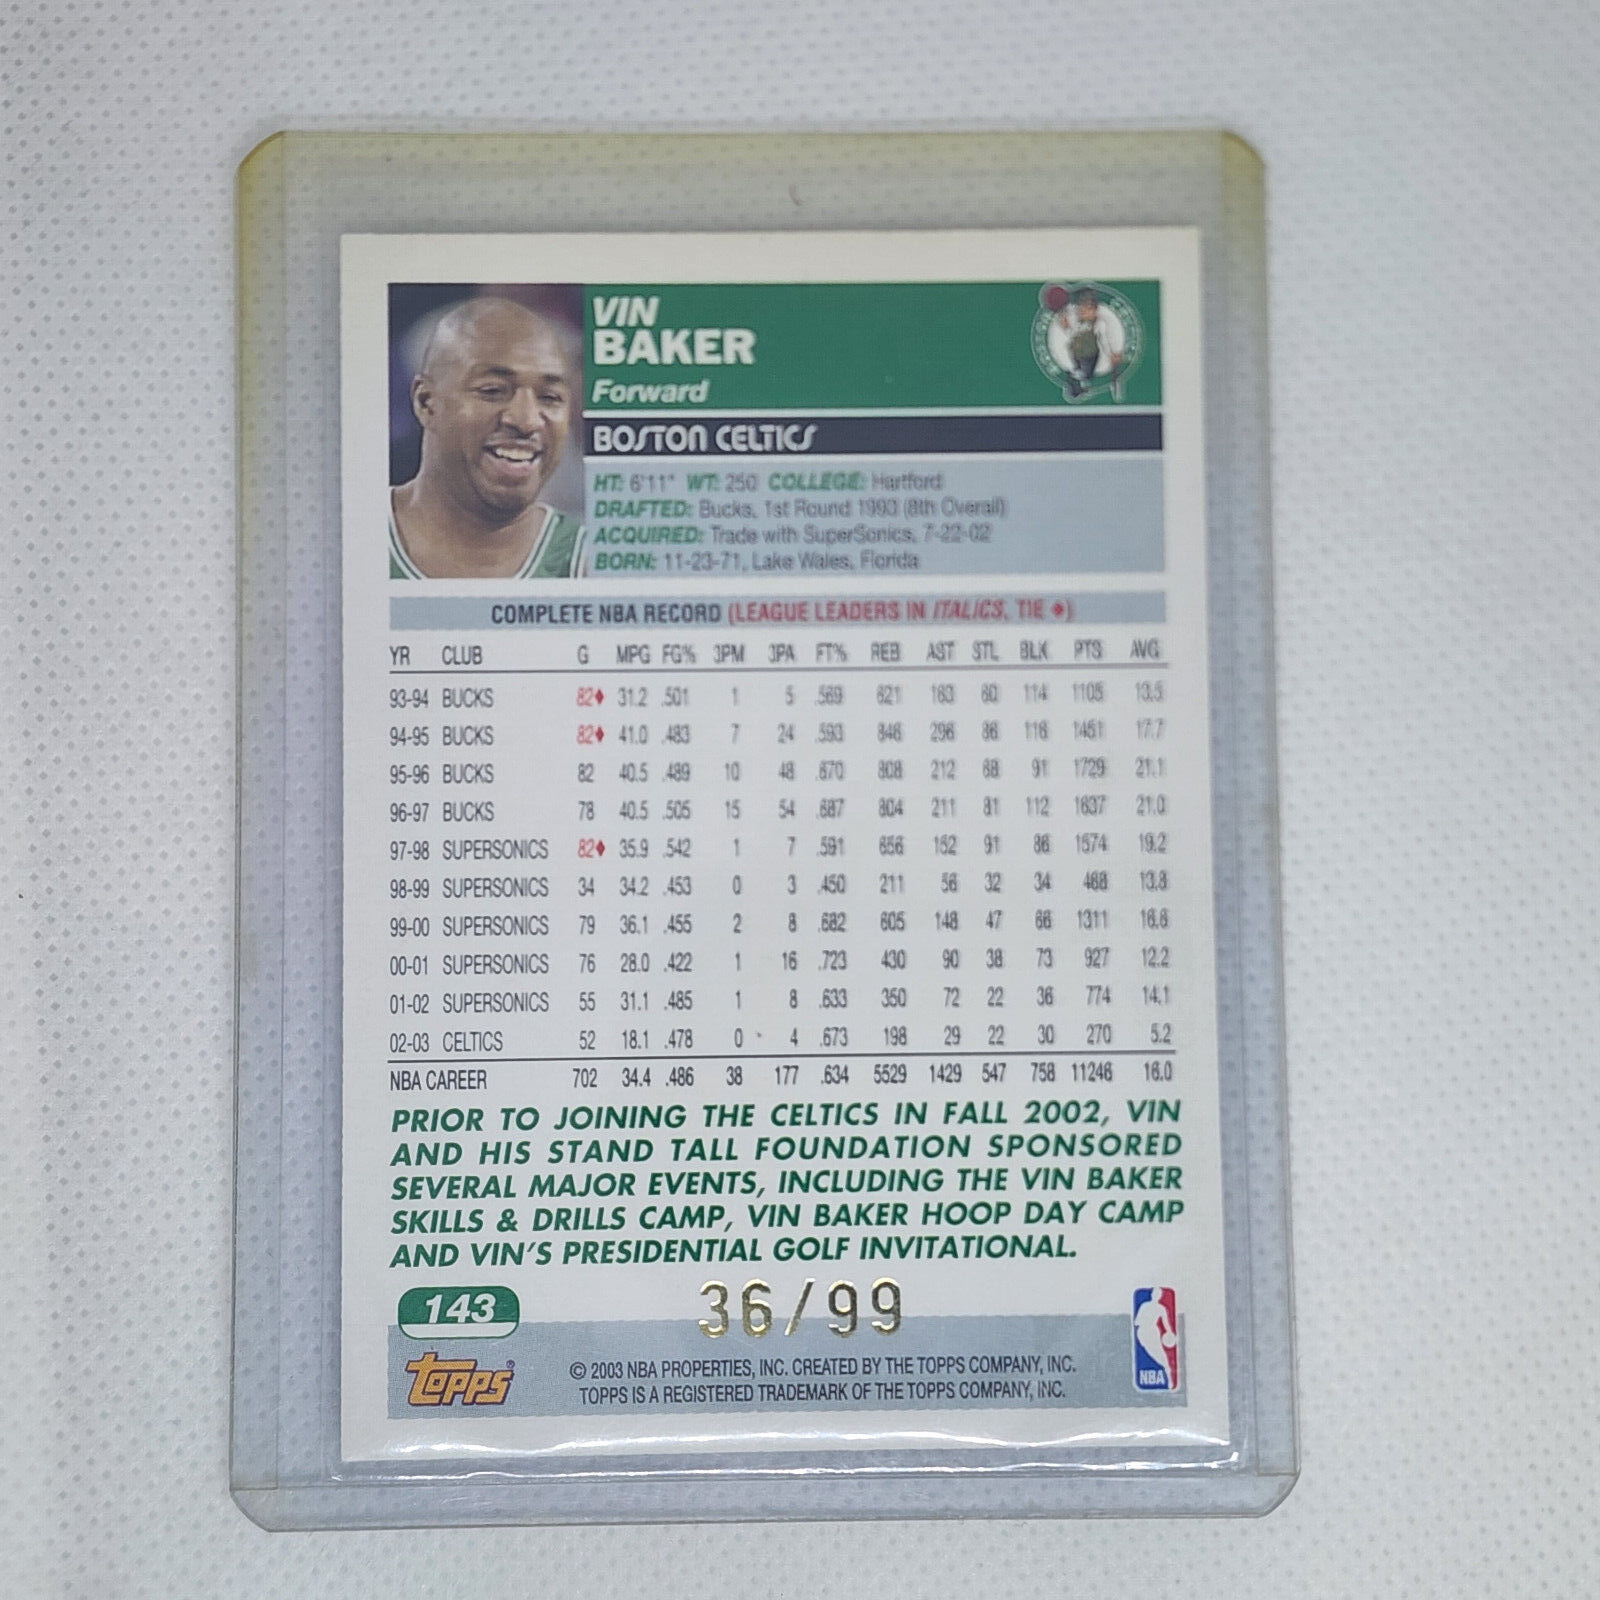 VIN
BAKER
Forward
BOSTON CELTICS
HT: 6'11" WT: 250 COLLEGE: Hartford
DRAFTED: Bucks, 1st Round 1993 (8th Overall)
ACQUIRED: Trade with SuperSonics, 7-22-02
BORN: 11-23-71, Lake Wales, Florida
COMPLETE NBA RECORD (LEAGUE LEADERS IN ITALICS, TIE ♦)
YR CLUB G MPG FG% 3PM 3PA FT% REB AST STL BLK PTS AVG
93-94 BUCKS 82♦ 31.2 .501 1 5 .569 621 163 60 114 1105 13.5
94-95 BUCKS 82♦ 41.0 .483 7 24 .593 846 296 86 116 1451 17.7
95-96 BUCKS 82 40.5 .489 10 48 .670 808 212 68 91 1729 21.1
96-97 BUCKS 78 40.5 .505 15 54 .687 804 211 81 112 1637 21.0
97-98 SUPERSONICS 82♦ 35.9 .542 1 7 .591 656 152 91 86 1574 19.2
98-99 SUPERSONICS 34 34.2 .453 0 3 .450 211 56 32 34 468 13.8
99-00 SUPERSONICS 79 36.1 .455 2 8 .682 605 148 47 66 1311 16.6
00-01 SUPERSONICS 76 28.0 .422 1 16 .723 430 90 38 73 927 12.2
01-02 SUPERSONICS 55 31.1 .485 1 8 .633 350 72 22 36 774 14.1
02-03 CELTICS 52 18.1 .478 0 4 .673 198 29 22 30 270 5.2
NBA CAREER 702 34.4 .486 38 177 .634 5529 1429 547 758 11246 16.0
PRIOR TO JOINING THE CELTICS IN FALL 2002, VIN
AND HIS STAND TALL FOUNDATION SPONSORED
SEVERAL MAJOR EVENTS, INCLUDING THE VIN BAKER
SKILLS & DRILLS CAMP, VIN BAKER HOOP DAY CAMP
AND VIN'S PRESIDENTIAL GOLF INVITATIONAL.
143
36/99
Topps®
© 2003 NBA PROPERTIES, INC. CREATED BY THE TOPPS COMPANY, INC.
TOPPS IS A REGISTERED TRADEMARK OF THE TOPPS COMPANY, INC.
NBA